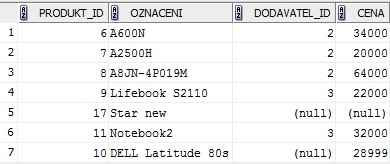 PRODUKT_ID OZNACENI DODAVATEL_ID CENA
1 6 A600N 2 34000
2 7 A2500H 2 20000
3 8 A8JN-4P019M 2 64000
4 9 Lifebook S2110 3 22000
5 17 Star new (null) (null)
6 11 Notebook2 3 32000
7 10 DELL Latitude 80s (null) 28999